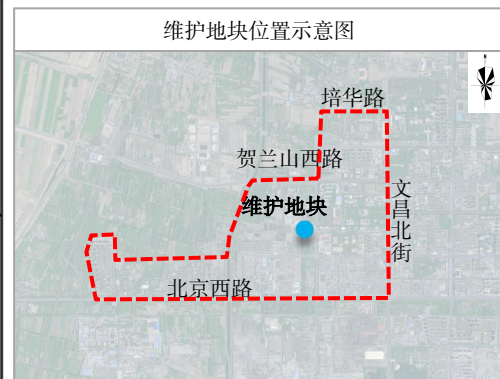 维护地块位置示意图
培华路
贺兰山西路
维护地块
文昌北街
北京西路